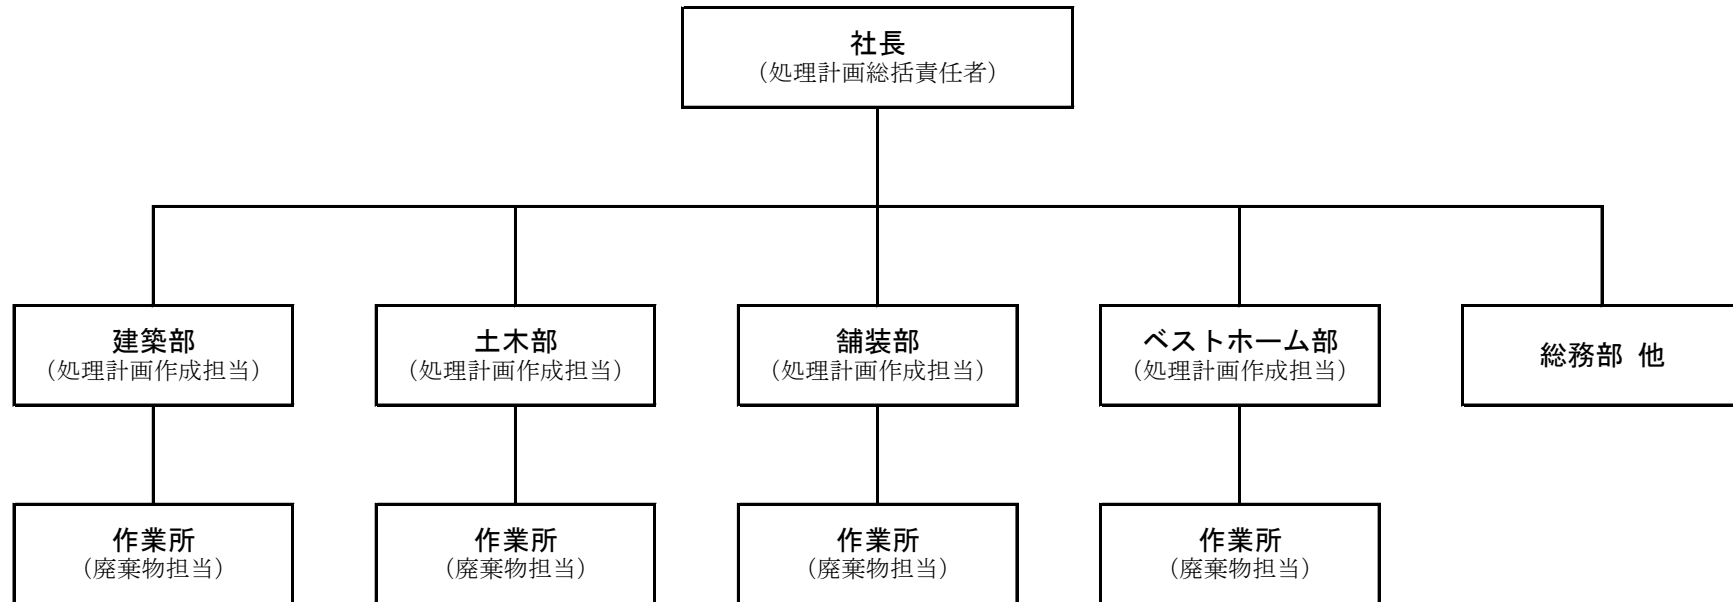 社長
（処理計画総括責任者）
建築部
（処理計画作成担当）
土木部
（処理計画作成担当）
舗装部
（処理計画作成担当）
ベストホーム部
（処理計画作成担当）
総務部 他
作業所
（廃棄物担当）
作業所
（廃棄物担当）
作業所
（廃棄物担当）
作業所
（廃棄物担当）